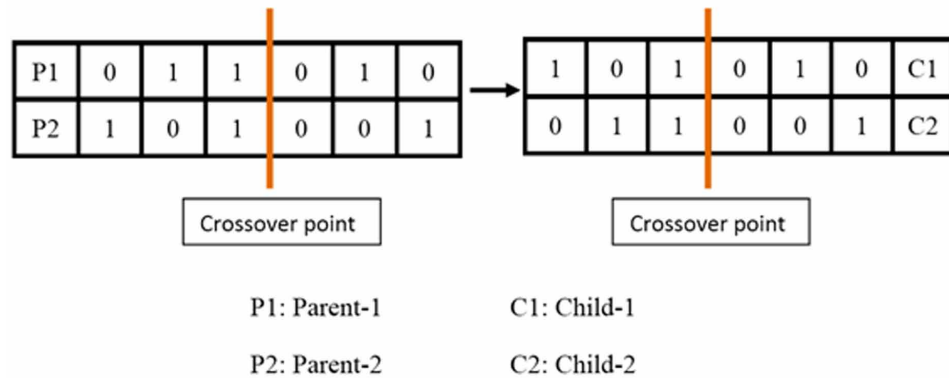 P1 0 1 1 0 1 0
P2 1 0 1 0 0 1
1 0 1 0 1 0 C1
0 1 1 0 0 1 C2
Crossover point
Crossover point
P1: Parent-1
C1: Child-1
P2: Parent-2
C2: Child-2